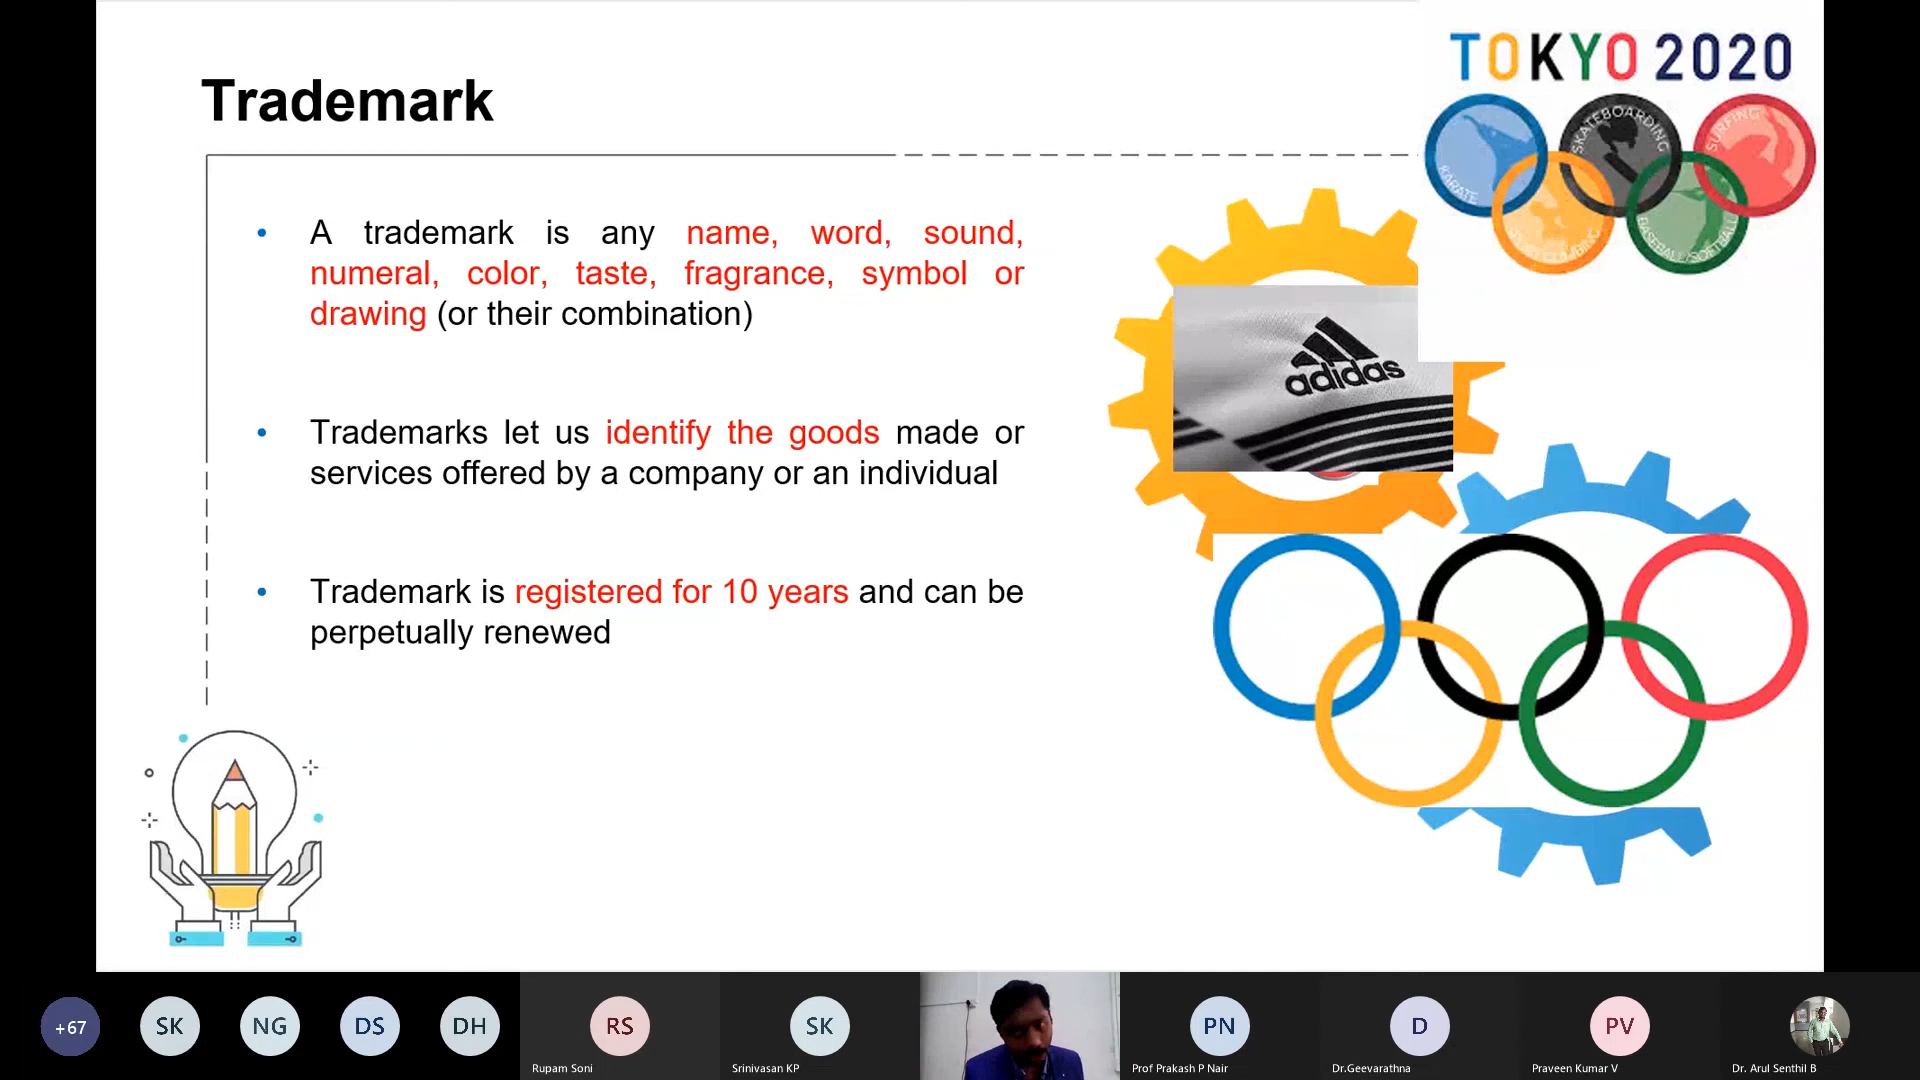 TOKYO 2020
Trademark
KARATE
SKATEBOARDING
SURFING
BASEBALL/SOFTBALL
• A trademark is any name, word, sound,
numeral, color, taste, fragrance, symbol or
drawing (or their combination)
adidas
• Trademarks let us identify the goods made or
services offered by a company or an individual
• Trademark is registered for 10 years and can be
perpetually renewed
+67
SK
NG
DS
DH
RS
SK
PN
D
PV
Rupam Soni
Srinivasan KP
Prof Prakash P Nair
Dr.Geevarathna
Praveen Kumar V
Dr. Arul Senthil B